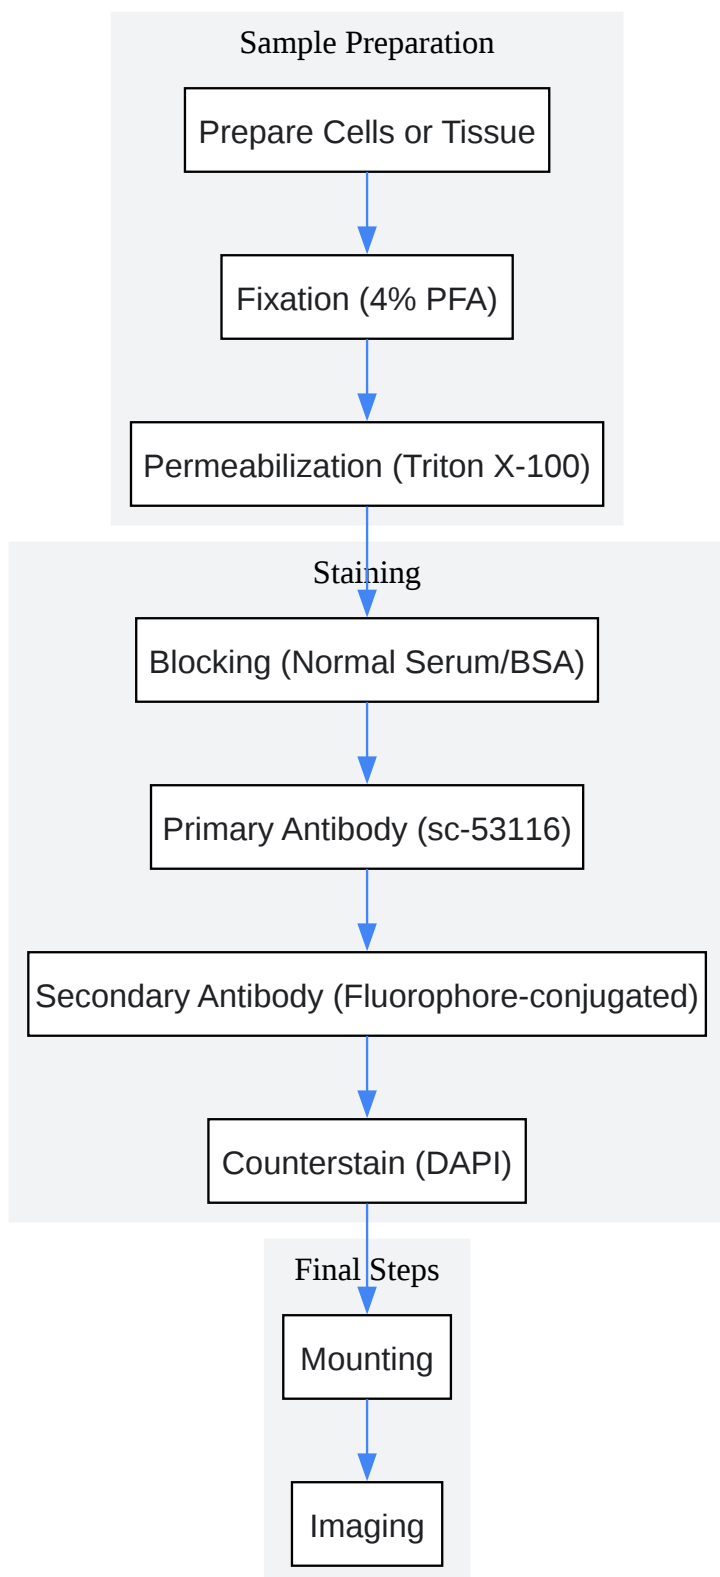 Sample Preparation
Prepare Cells or Tissue
Fixation (4% PFA)
Permeabilization (Triton X-100)
Staining
Blocking (Normal Serum/BSA)
Primary Antibody (sc-53116)
Secondary Antibody (Fluorophore-conjugated)
Counterstain (DAPI)
Final Steps
Mounting
Imaging